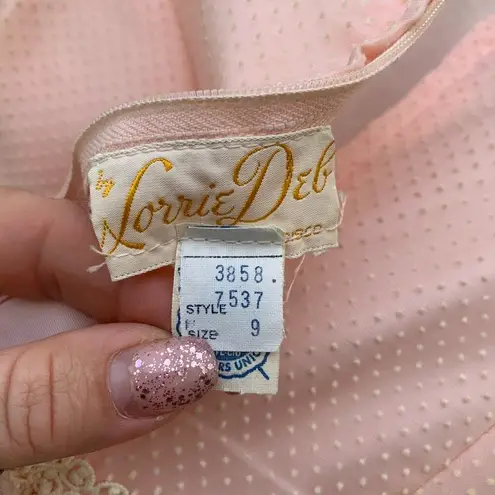 by
Lorrie Deb
3858.
7537
STYLE
SIZE 9